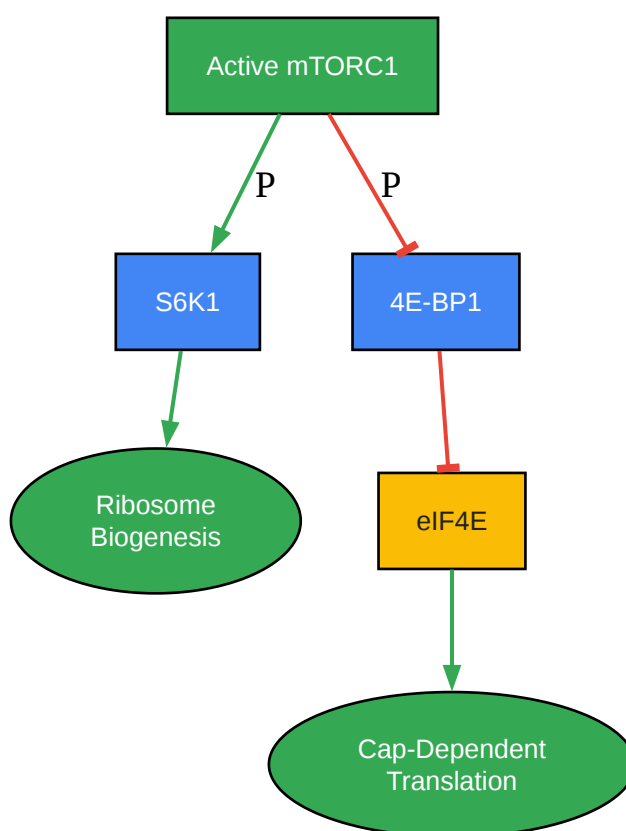 Active mTORC1
P
P
S6K1
4E-BP1
Ribosome
Biogenesis
eIF4E
Cap-Dependent
Translation